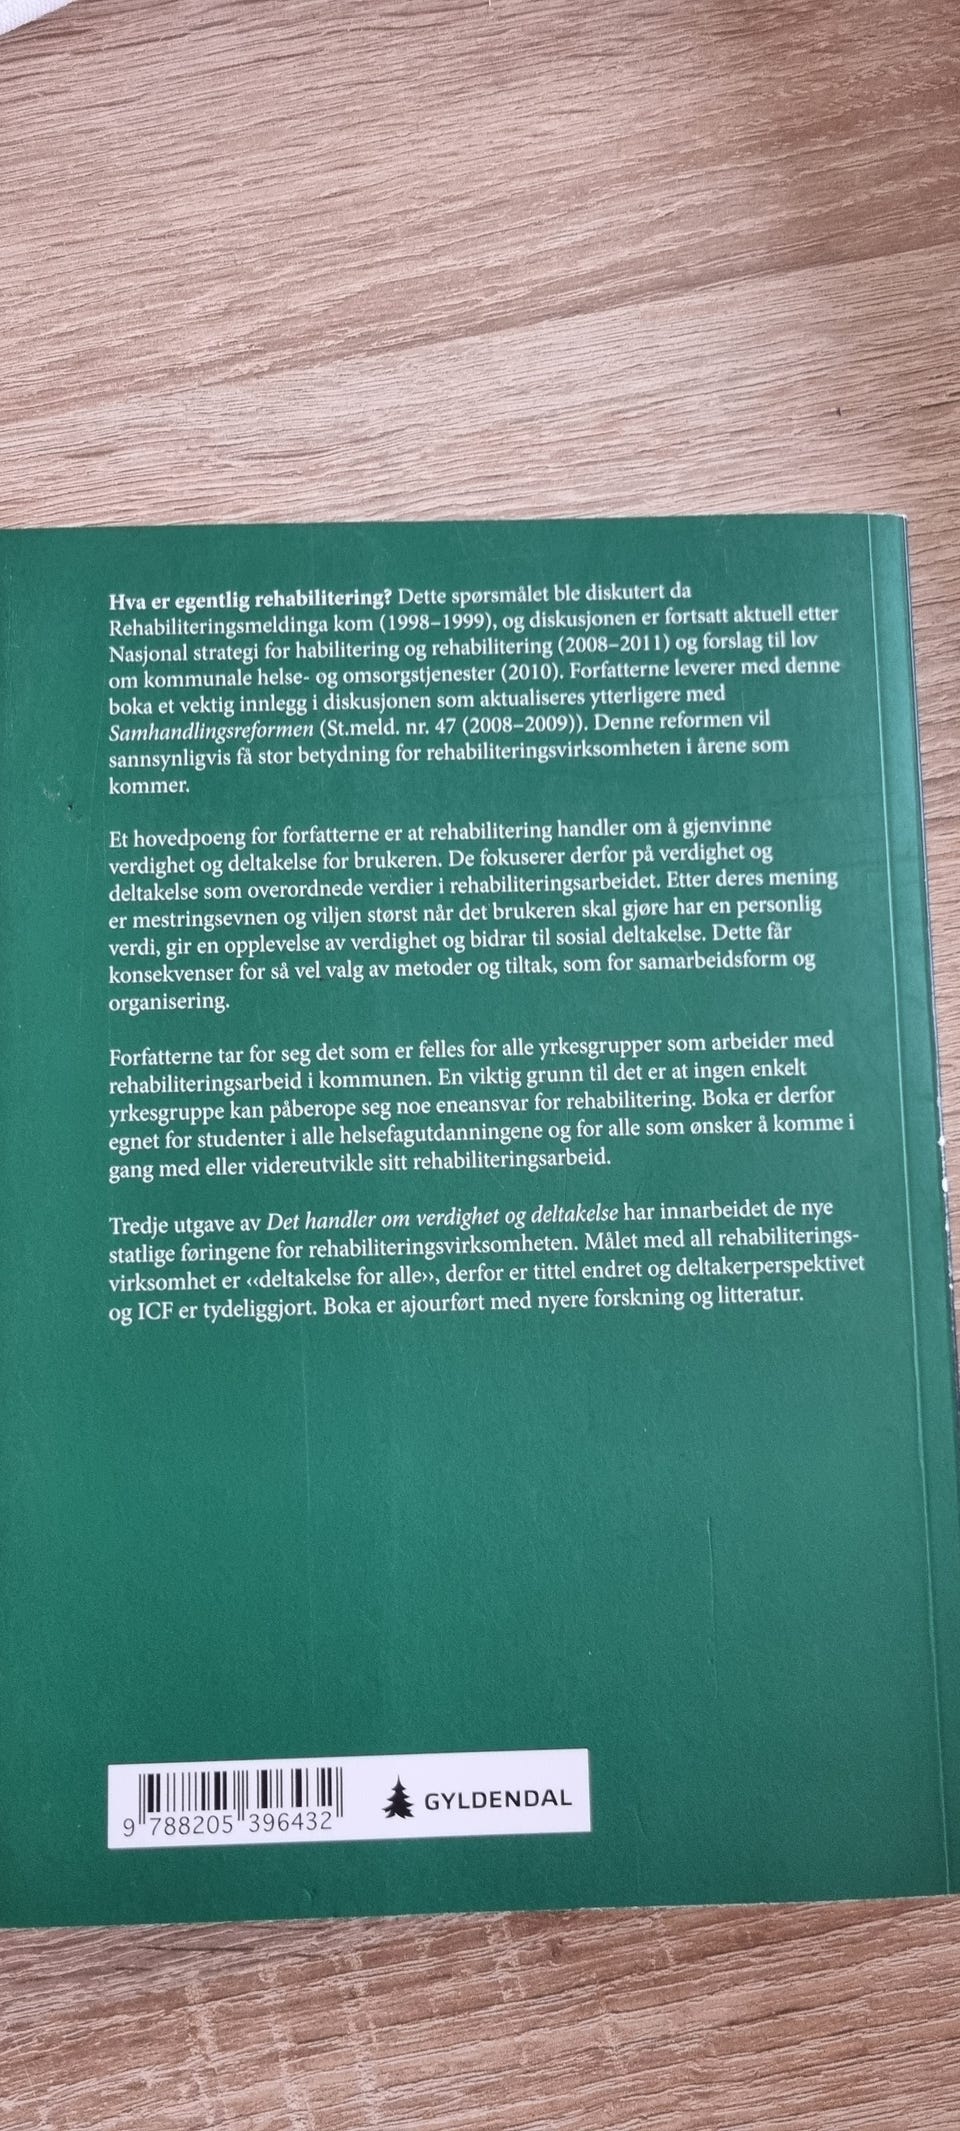 Hva er egentlig rehabilitering? Dette spørsmålet ble diskutert da
Rehabiliteringsmeldinga kom (1998–1999), og diskusjonen er fortsatt aktuell etter
Nasjonal strategi for habilitering og rehabilitering (2008–2011) og forslag til lov
om kommunale helse- og omsorgstjenester (2010). Forfatterne leverer med denne
boka et vektig innlegg i diskusjonen som aktualiseres ytterligere med
Samhandlingsreformen (St.meld. nr. 47 (2008–2009)). Denne reformen vil
sannsynligvis få stor betydning for rehabiliteringsvirksomheten i årene som
kommer.
Et hovedpoeng for forfatterne er at rehabilitering handler om å gjenvinne
verdighet og deltakelse for brukeren. De fokuserer derfor på verdighet og
deltakelse som overordnede verdier i rehabiliteringsarbeidet. Etter deres mening
er mestringsevnen og viljen størst når det brukeren skal gjøre har en personlig
verdi, gir en opplevelse av verdighet og bidrar til sosial deltakelse. Dette får
konsekvenser for så vel valg av metoder og tiltak, som for samarbeidsform og
organisering.
Forfatterne tar for seg det som er felles for alle yrkesgrupper som arbeider med
rehabiliteringsarbeid i kommunen. En viktig grunn til det er at ingen enkelt
yrkesgruppe kan påberope seg noe eneansvar for rehabilitering. Boka er derfor
egnet for studenter i alle helsefagutdanningene og for alle som ønsker å komme i
gang med eller videreutvikle sitt rehabiliteringsarbeid.
Tredje utgave av Det handler om verdighet og deltakelse har innarbeidet de nye
statlige føringene for rehabiliteringsvirksomheten. Målet med all rehabiliterings-
virksomhet er ‹‹deltakelse for alle››, derfor er tittel endret og deltakerperspektivet
og ICF er tydeliggjort. Boka er ajourført med nyere forskning og litteratur.
9 788205 396432
GYLDENDAL